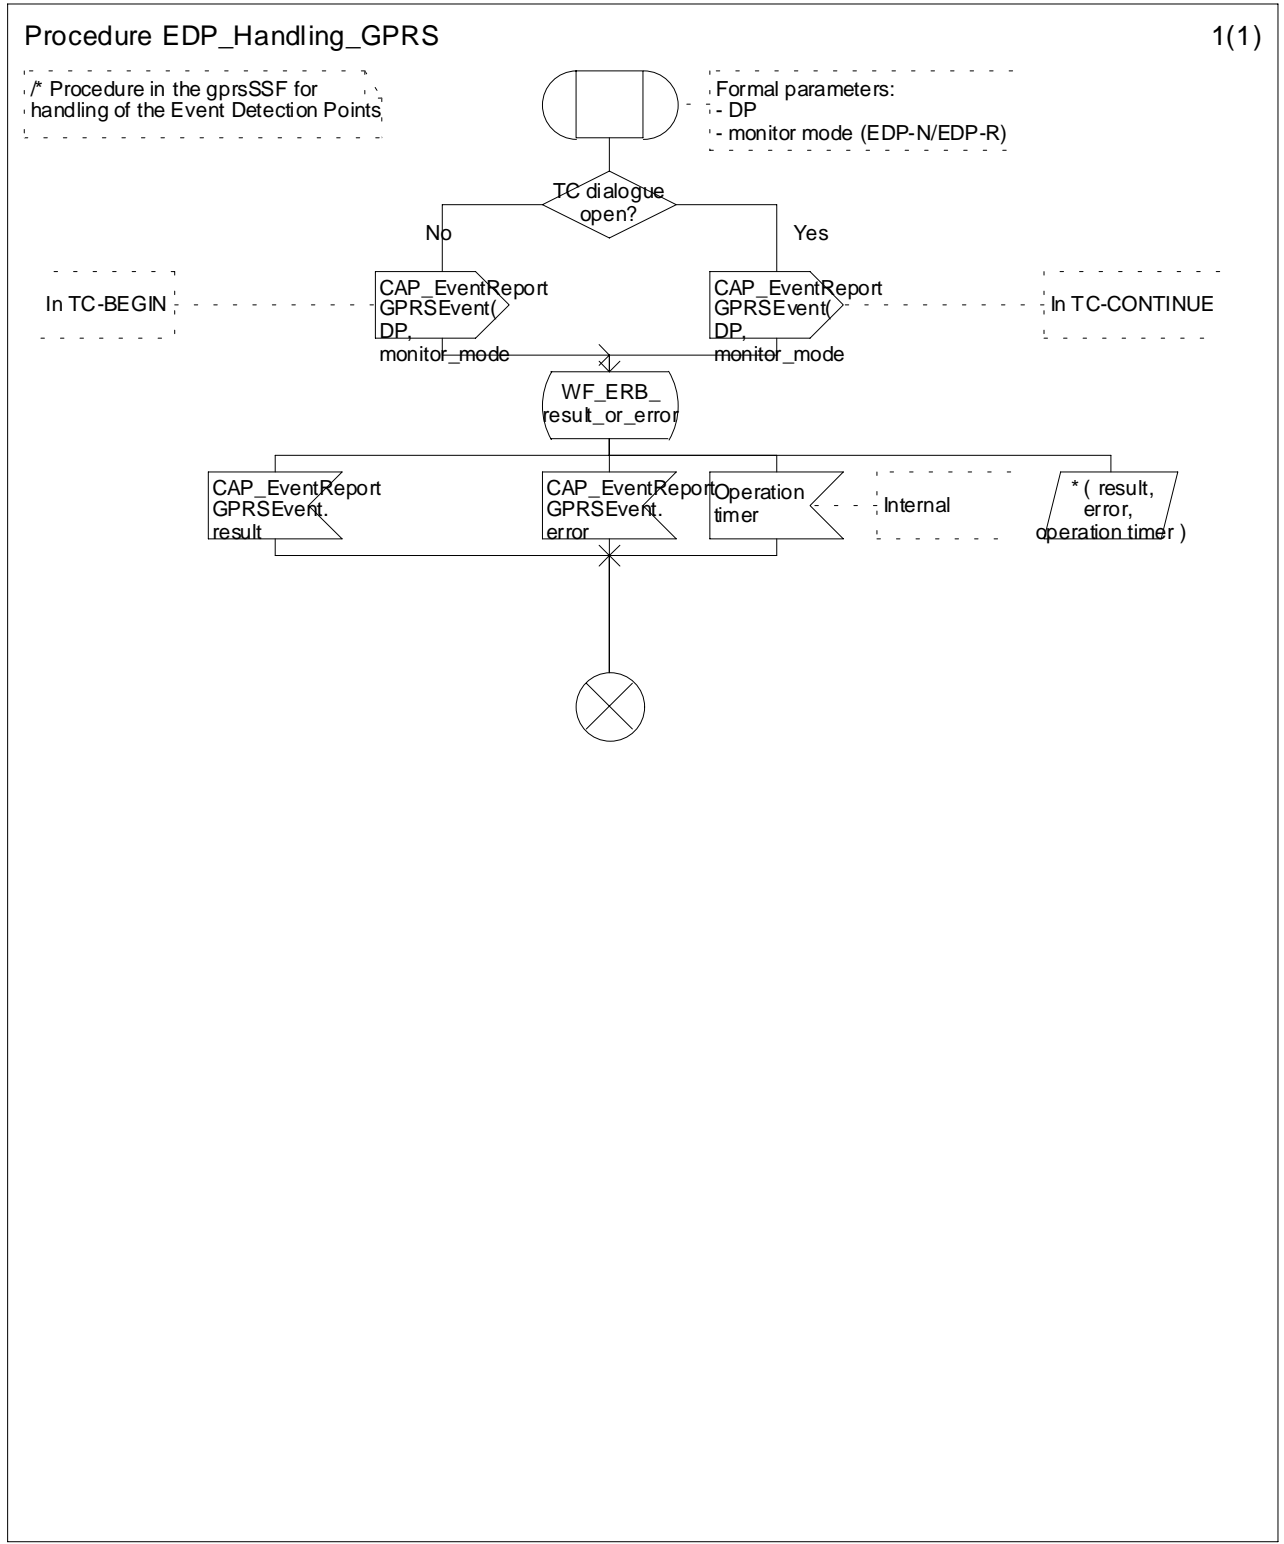 Procedure EDP_Handling_GPRS
1(1)
/* Procedure in the gprsSSF for
handling of the Event Detection Points
Formal parameters:
- DP
- monitor mode (EDP-N/EDP-R)
TC dialogue
open?
No
Yes
In TC-BEGIN
CAP_EventReport
GPRSEvent(
DP,
monitor_mode
CAP_EventReport
GPRSEvent(
DP,
monitor_mode
In TC-CONTINUE
WF_ERB_
result_or_error
CAP_EventReport
GPRSEvent.
result
CAP_EventReport
GPRSEvent.
error
Operation
timer
Internal
* ( result,
error,
operation timer )